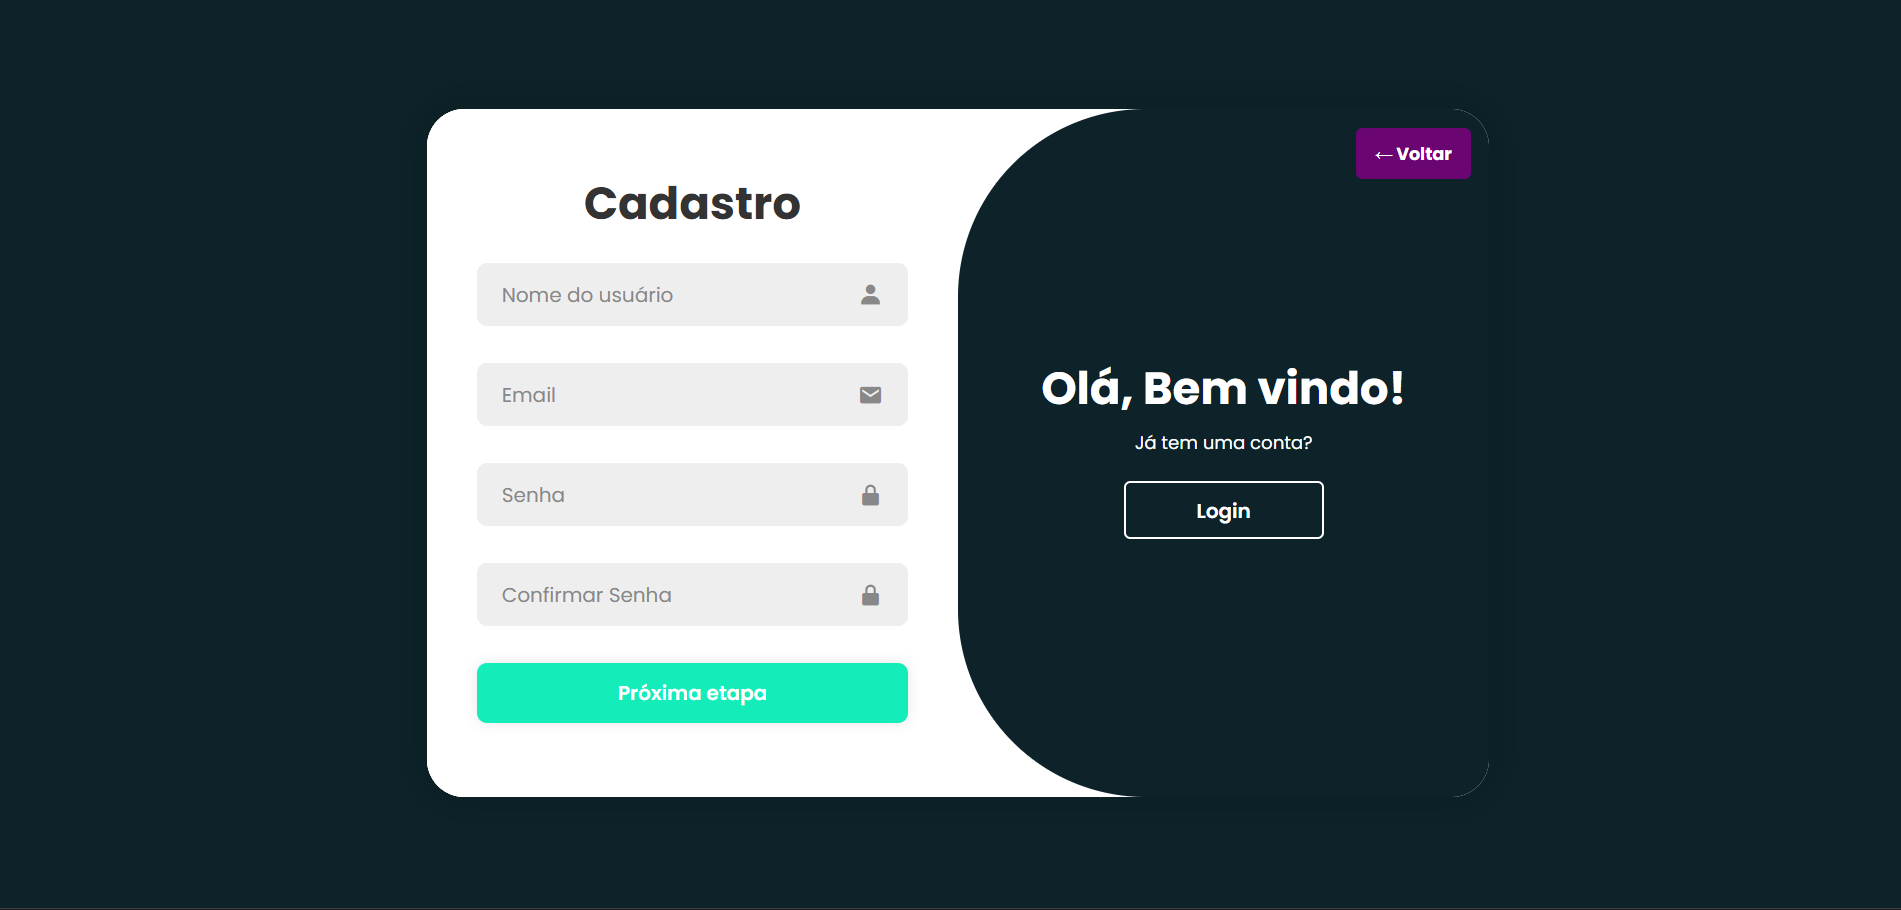 Cadastro
Nome do usuário
Email
Senha
Confirmar Senha
Próxima etapa
←Voltar
Olá, Bem vindo!
Já tem uma conta?
Login